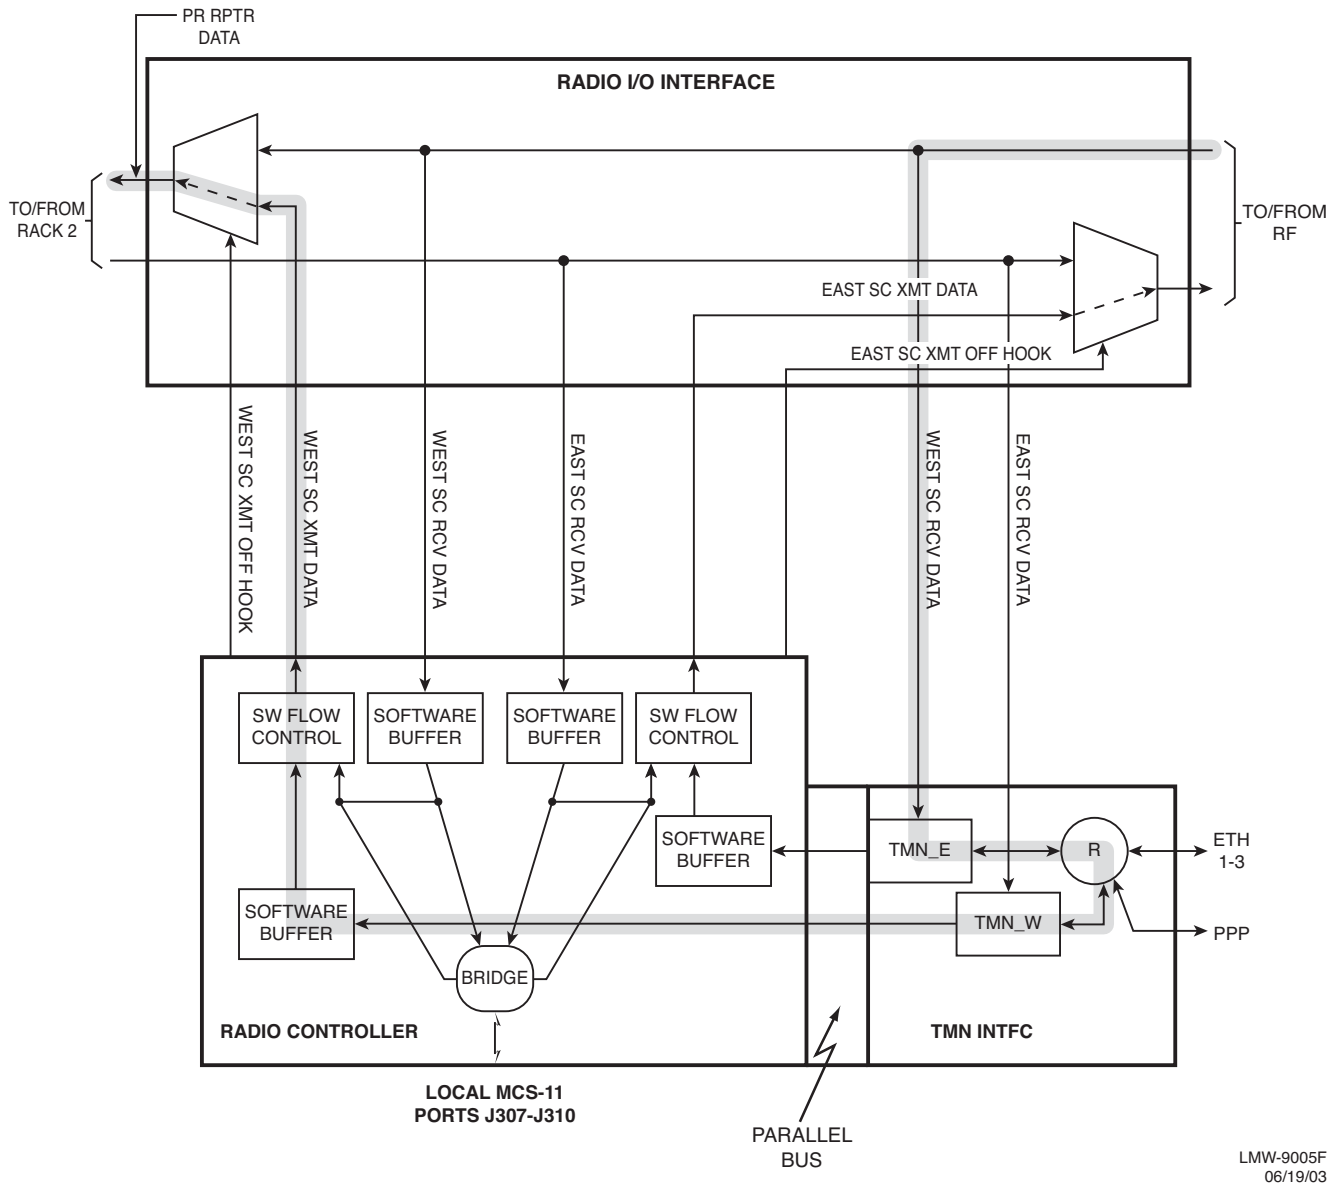 PR RPTR
DATA
RADIO I/O INTERFACE
TO/FROM
RACK 2
TO/FROM
RF
EAST SC XMT DATA
EAST SC XMT OFF HOOK
WEST SC XMT OFF HOOK
WEST SC XMT DATA
WEST SC RCV DATA
EAST SC RCV DATA
WEST SC RCV DATA
EAST SC RCV DATA
SW FLOW
CONTROL
SOFTWARE
BUFFER
SOFTWARE
BUFFER
SW FLOW
CONTROL
SOFTWARE
BUFFER
TMN_E
R
ETH
1-3
SOFTWARE
BUFFER
TMN_W
PPP
BRIDGE
RADIO CONTROLLER
TMN INTFC
LOCAL MCS-11
PORTS J307-J310
PARALLEL
BUS
LMW-9005F
06/19/03